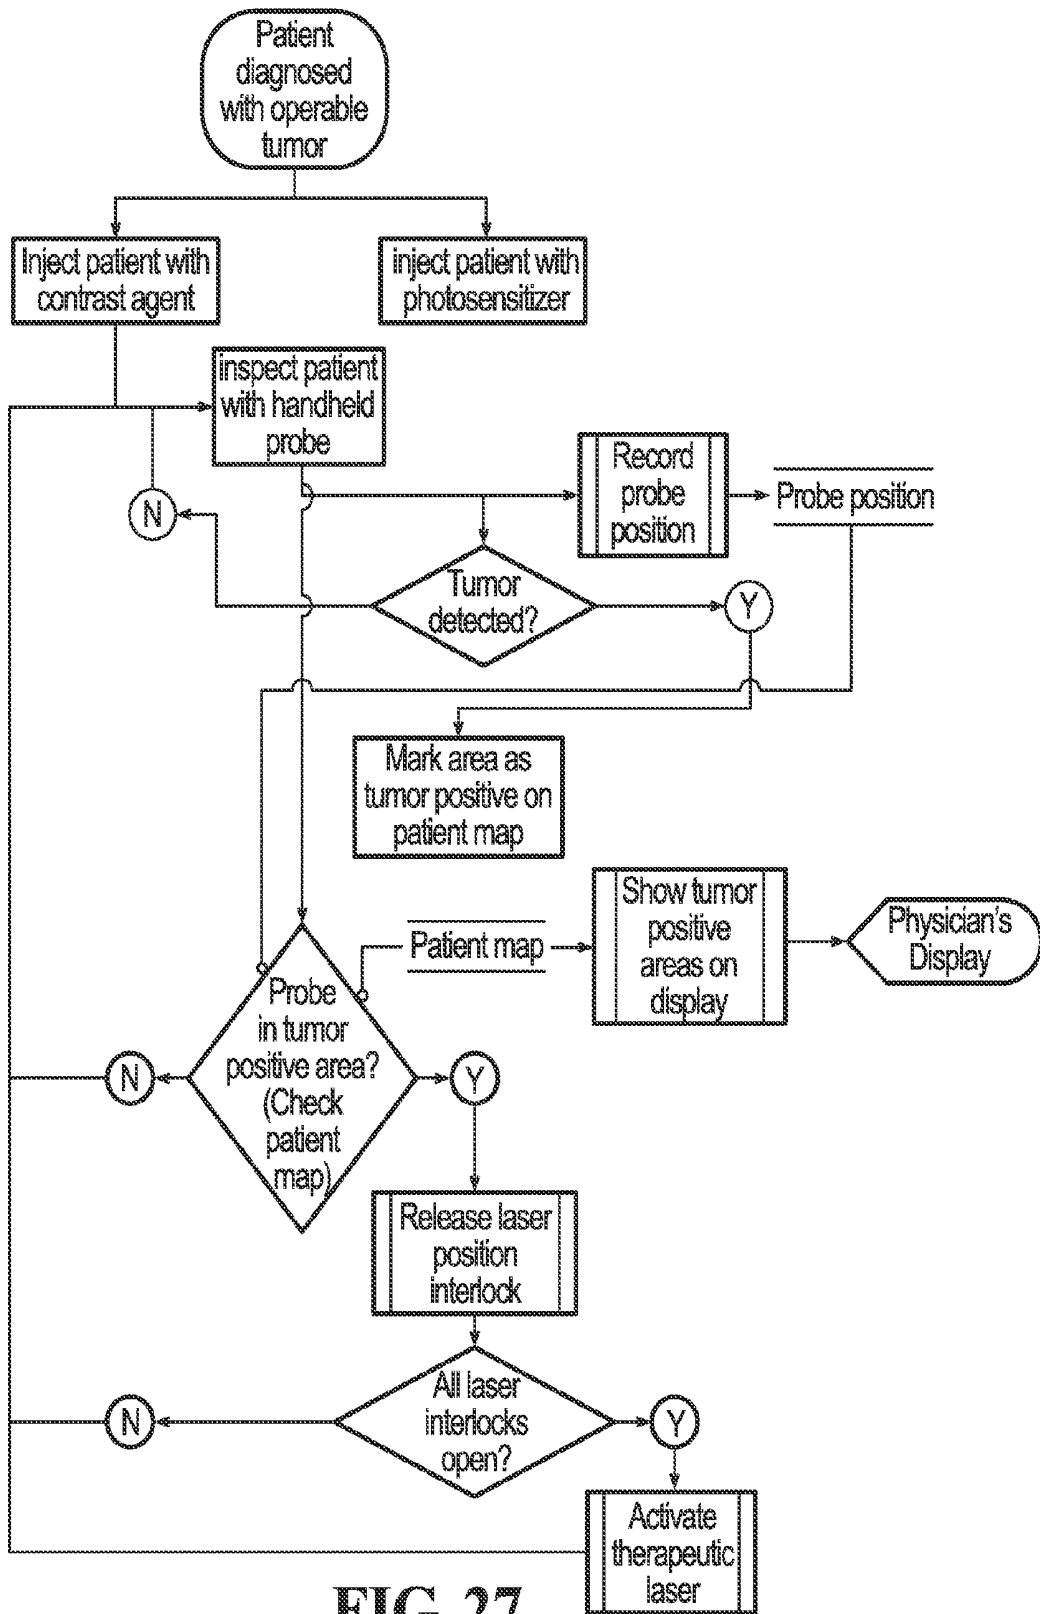 Patient
diagnosed
with operable
tumor
Inject patient with
contrast agent
inject patient with
photosensitizer
inspect patient
with handheld
probe
Record
probe
position
Probe position
N
Tumor
detected?
Y
Mark area as
tumor positive on
patient map
Show tumor
positive
areas on
display
Patient map
Physician's
Display
Probe
in tumor
positive area?
(Check
patient
map)
N
Y
Release laser
position
interlock
All laser
interlocks
open?
N
Y
Activate
therapeutic
laser
FIG. 27